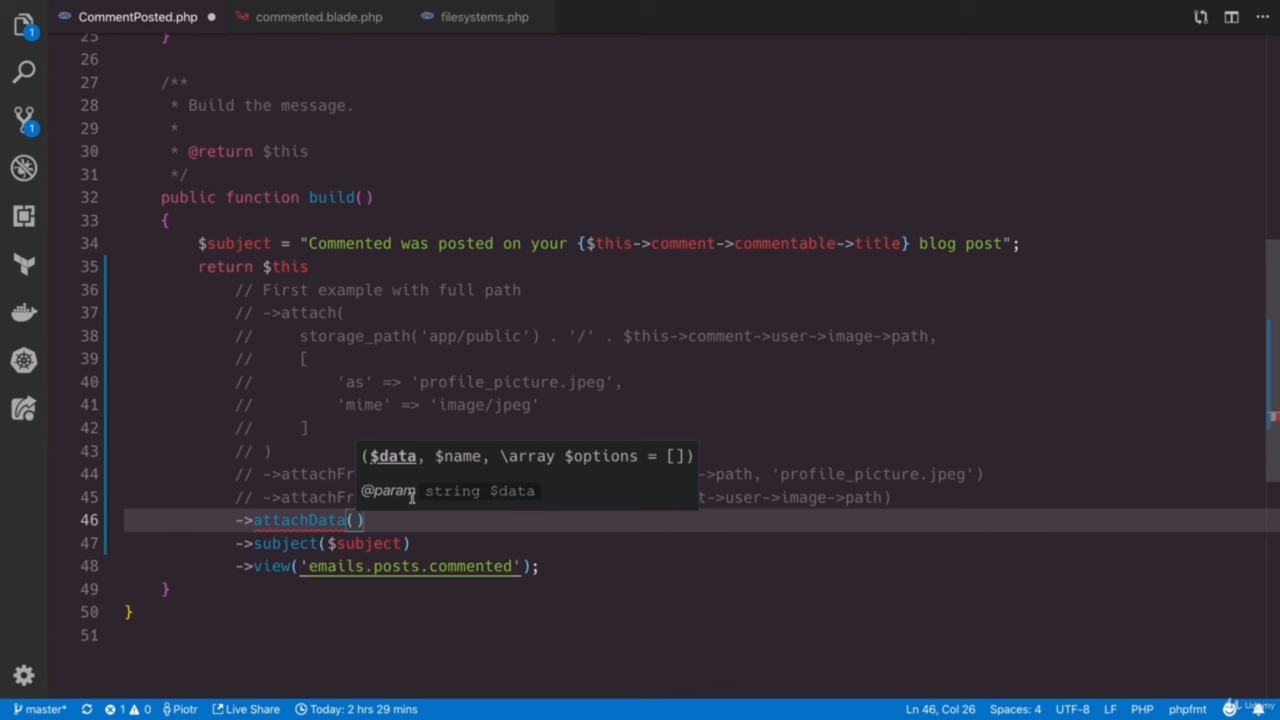 CommentPosted.php
commented.blade.php
filesystems.php
25 }
26
27 /**
28 * Build the message.
29 *
30 * @return $this
31 */
32 public function build()
33 {
34 $subject = "Commented was posted on your {$this->comment->commentable->title} blog post";
35 return $this
36 // First example with full path
37 // ->attach(
38 // storage_path('app/public') . '/' . $this->comment->user->image->path,
39 // [
40 // 'as' => 'profile_picture.jpeg',
41 // 'mime' => 'image/jpeg'
42 // ]
43 // )
($data, $name, \array $options = [])
@param string $data
44 // ->attachFr >path, 'profile_picture.jpeg')
45 // ->attachFr t->user->image->path)
46 ->attachData()
47 ->subject($subject)
48 ->view('emails.posts.commented');
49 }
50 }
51
1
1
master* 1 0 Piotr Live Share Today: 2 hrs 29 mins Ln 46, Col 26 Spaces: 4 UTF-8 LF PHP phpfmt
Udemy